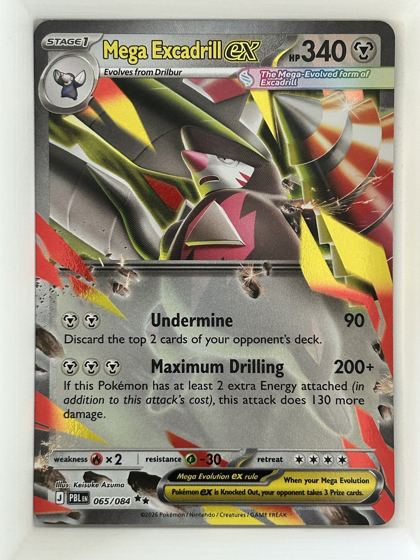 STAGE 1
Mega Excadrill ex
HP 340
Evolves from Drilbur
The Mega-Evolved form of
Excadrill
Undermine 90
Discard the top 2 cards of your opponent's deck.
Maximum Drilling 200+
If this Pokémon has at least 2 extra Energy attached (in
addition to this attack's cost), this attack does 130 more
damage.
weakness ×2 resistance -30 retreat
Illus. Keisuke Azuma
Mega Evolution ex rule
When your Mega Evolution
Pokémon ex is Knocked Out, your opponent takes 3 Prize cards.
J PBL EN 065/084
©2026 Pokémon / Nintendo / Creatures / GAME FREAK